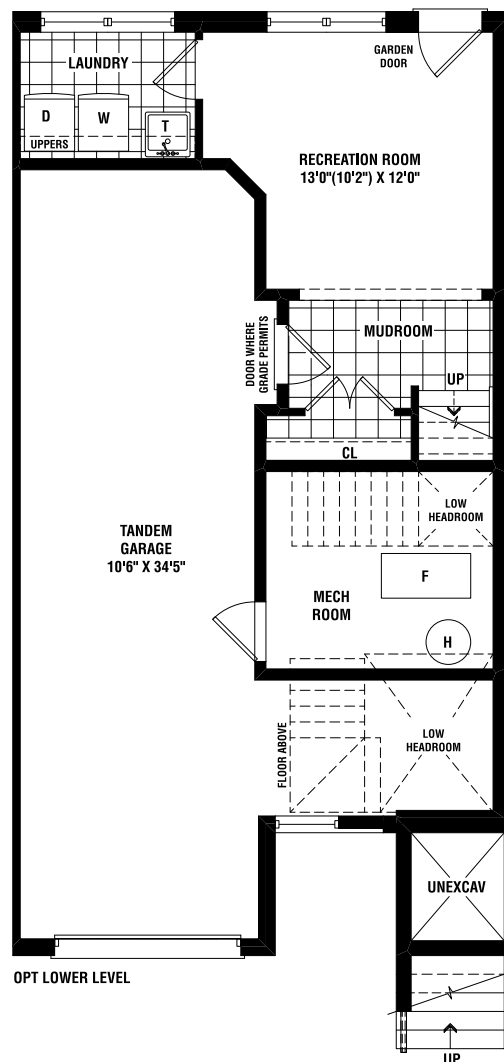 GARDEN
DOOR
LAUNDRY
D
W
T
UPPERS
RECREATION ROOM
13'0"(10'2") X 12'0"
DOOR WHERE
GRADE PERMITS
MUDROOM
UP
CL
LOW
HEADROOM
TANDEM
GARAGE
10'6" X 34'5"
F
MECH
ROOM
H
FLOOR ABOVE
LOW
HEADROOM
UNEXCAV
OPT LOWER LEVEL
UP